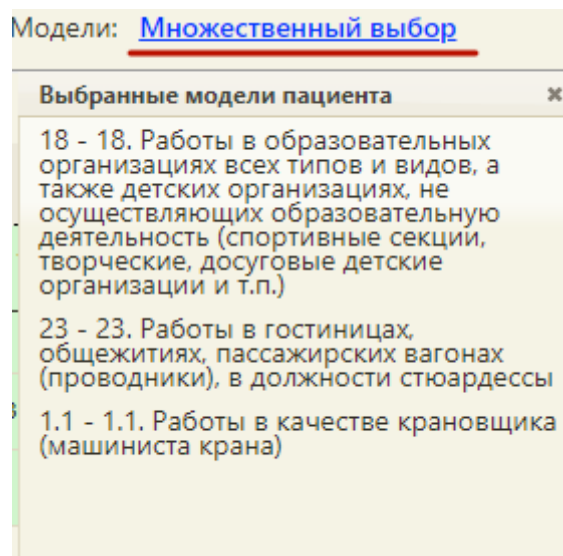 Модели: Множественный выбор
Выбранные модели пациента
18 - 18. Работы в образовательных
организациях всех типов и видов, а
также детских организациях, не
осуществляющих образовательную
деятельность (спортивные секции,
творческие, досуговые детские
организации и т.п.)
23 - 23. Работы в гостиницах,
общежитиях, пассажирских вагонах
(проводники), в должности стюардессы
1.1 - 1.1. Работы в качестве крановщика
(машиниста крана)